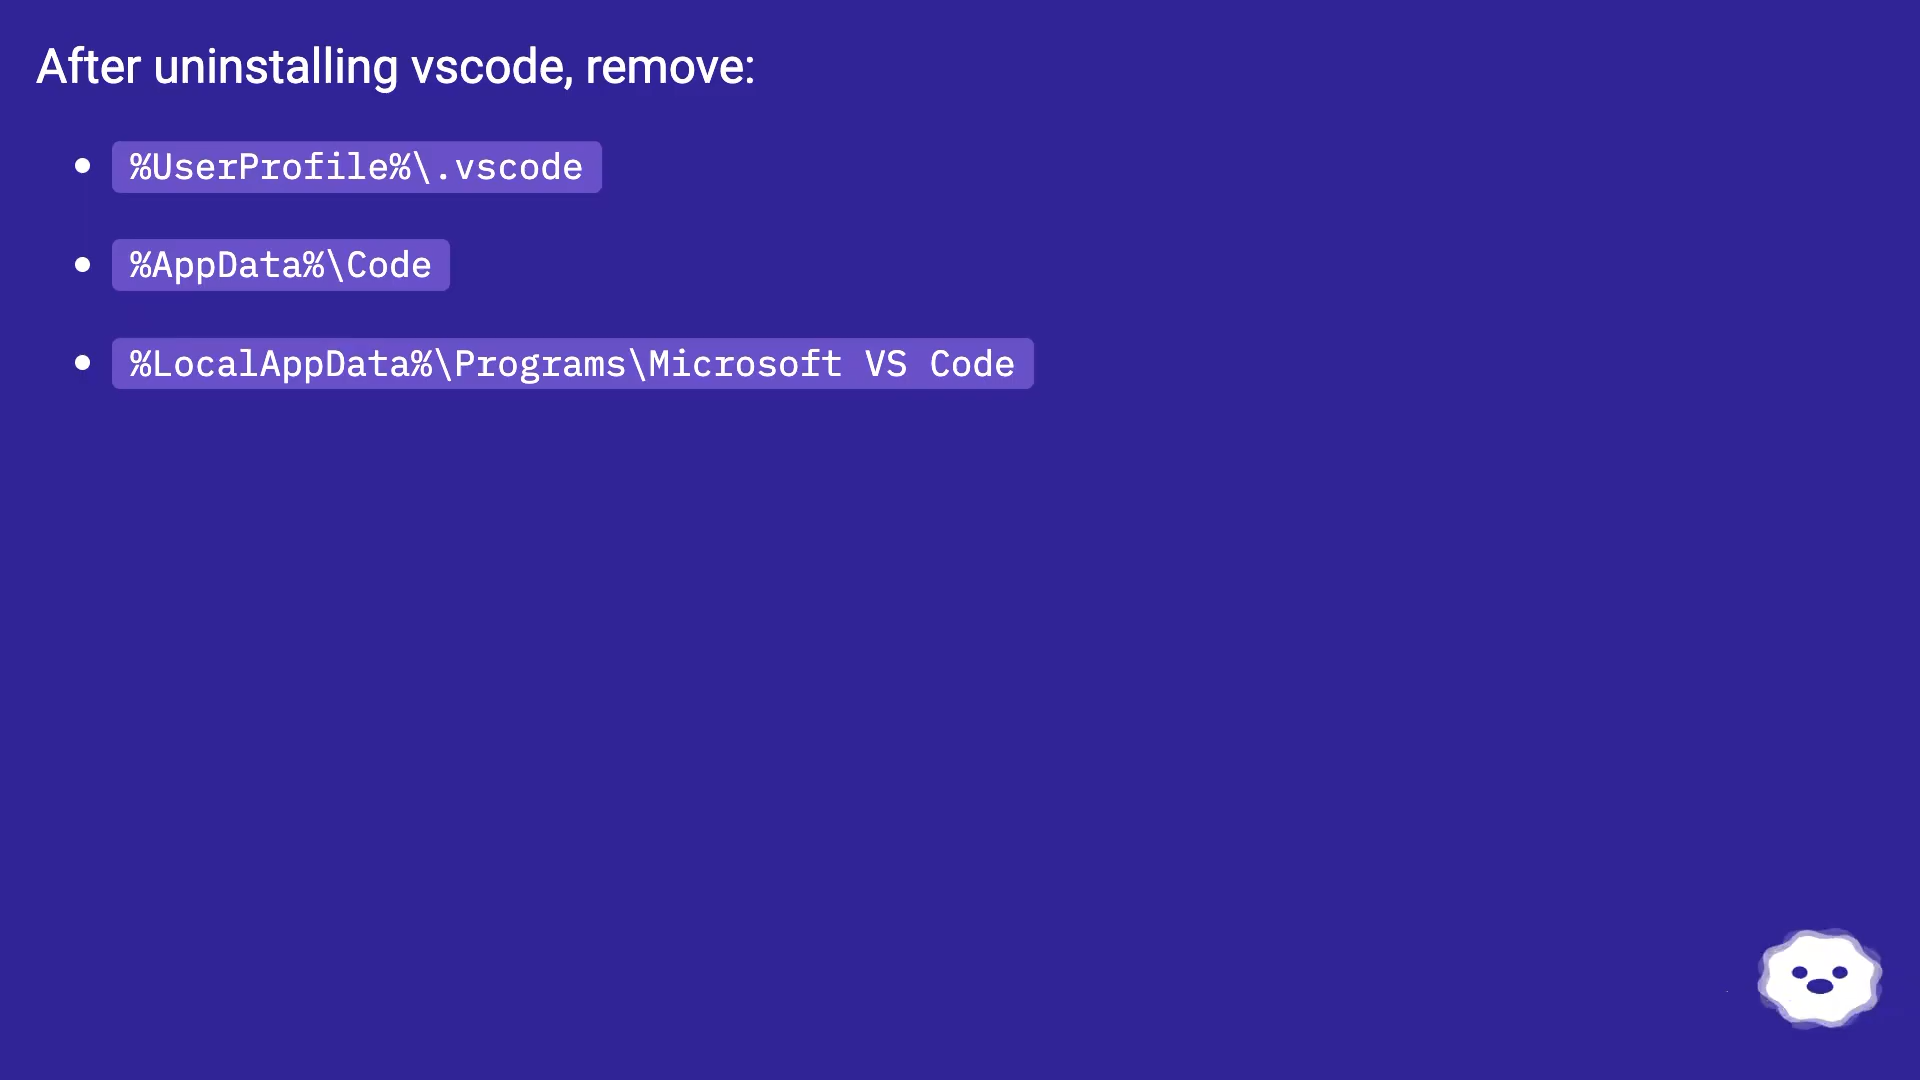 After uninstalling vscode, remove:
%UserProfile%\.vscode
%AppData%\Code
%LocalAppData%\Programs\Microsoft VS Code